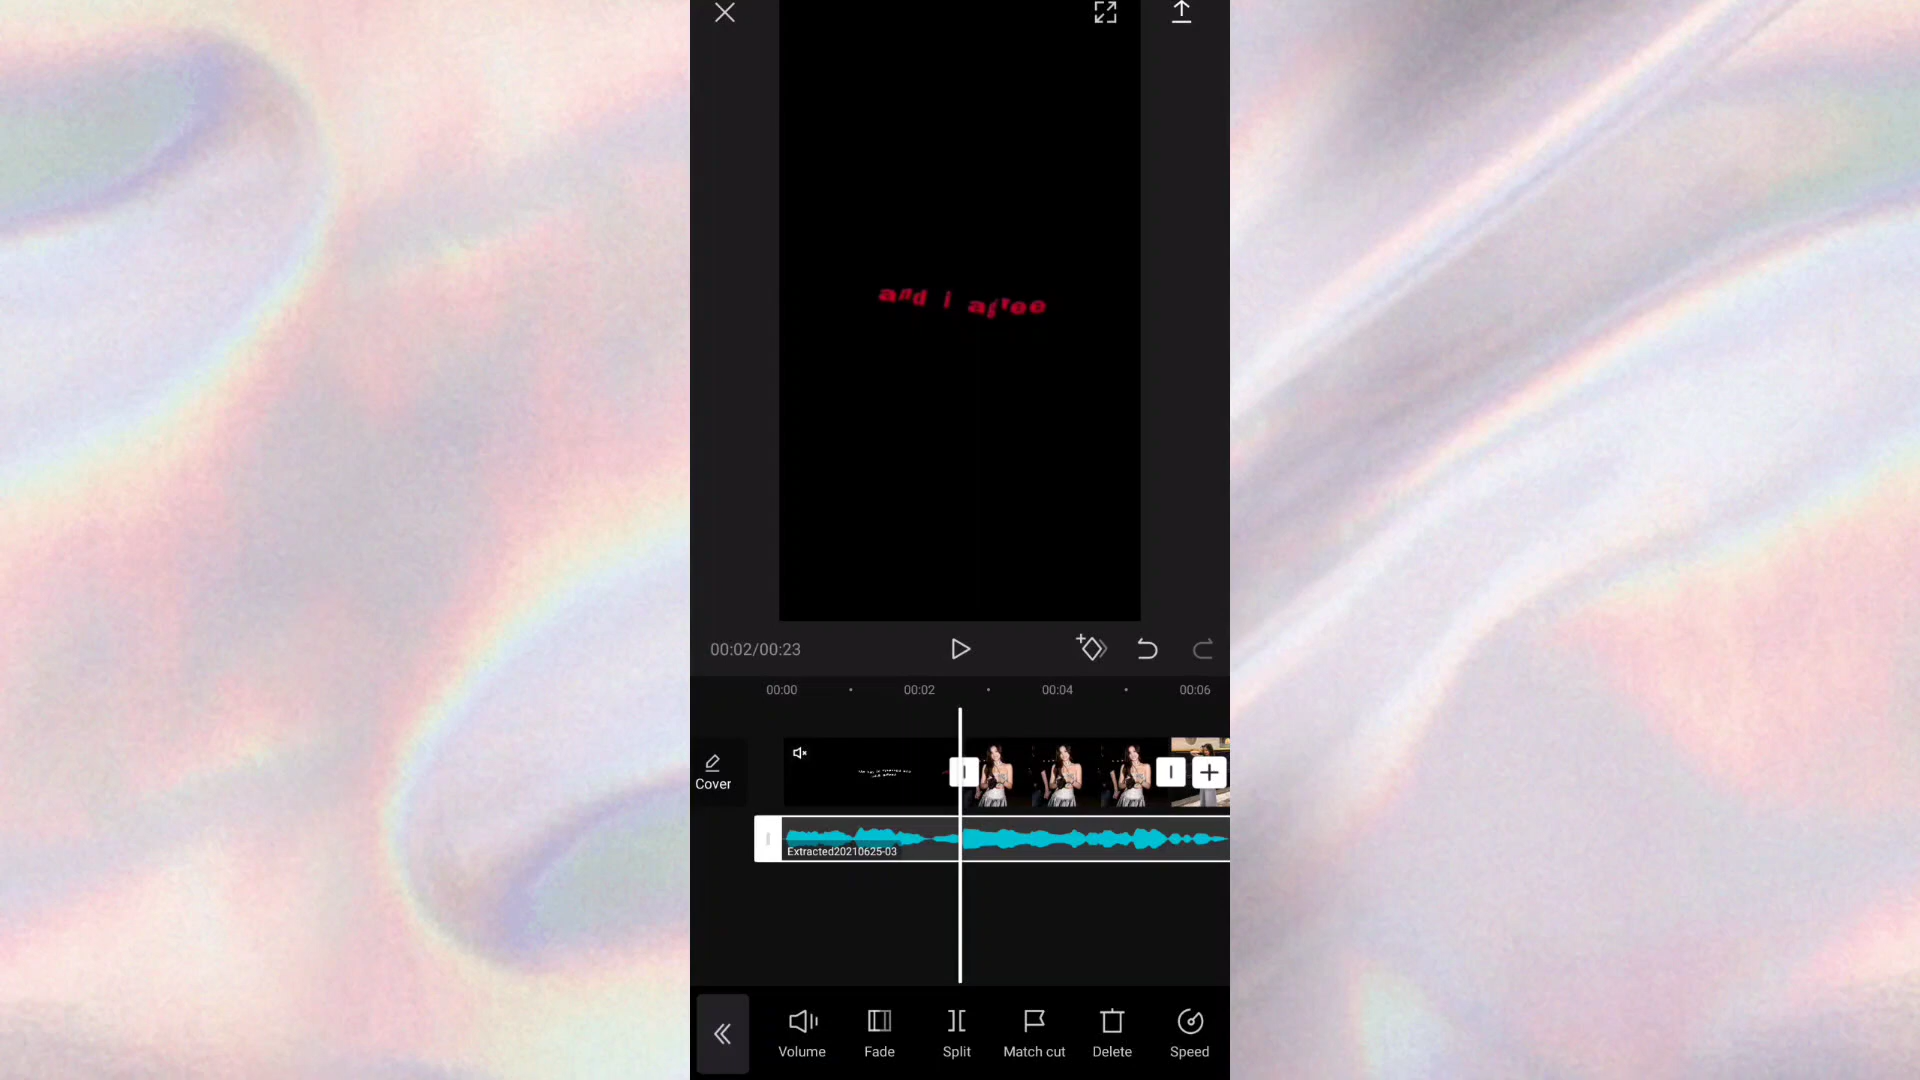 and i agree
00:02/00:23
00:00 00:02 00:04 00:06
Cover
Extracted20210625-03
Volume Fade Split Match cut Delete Speed